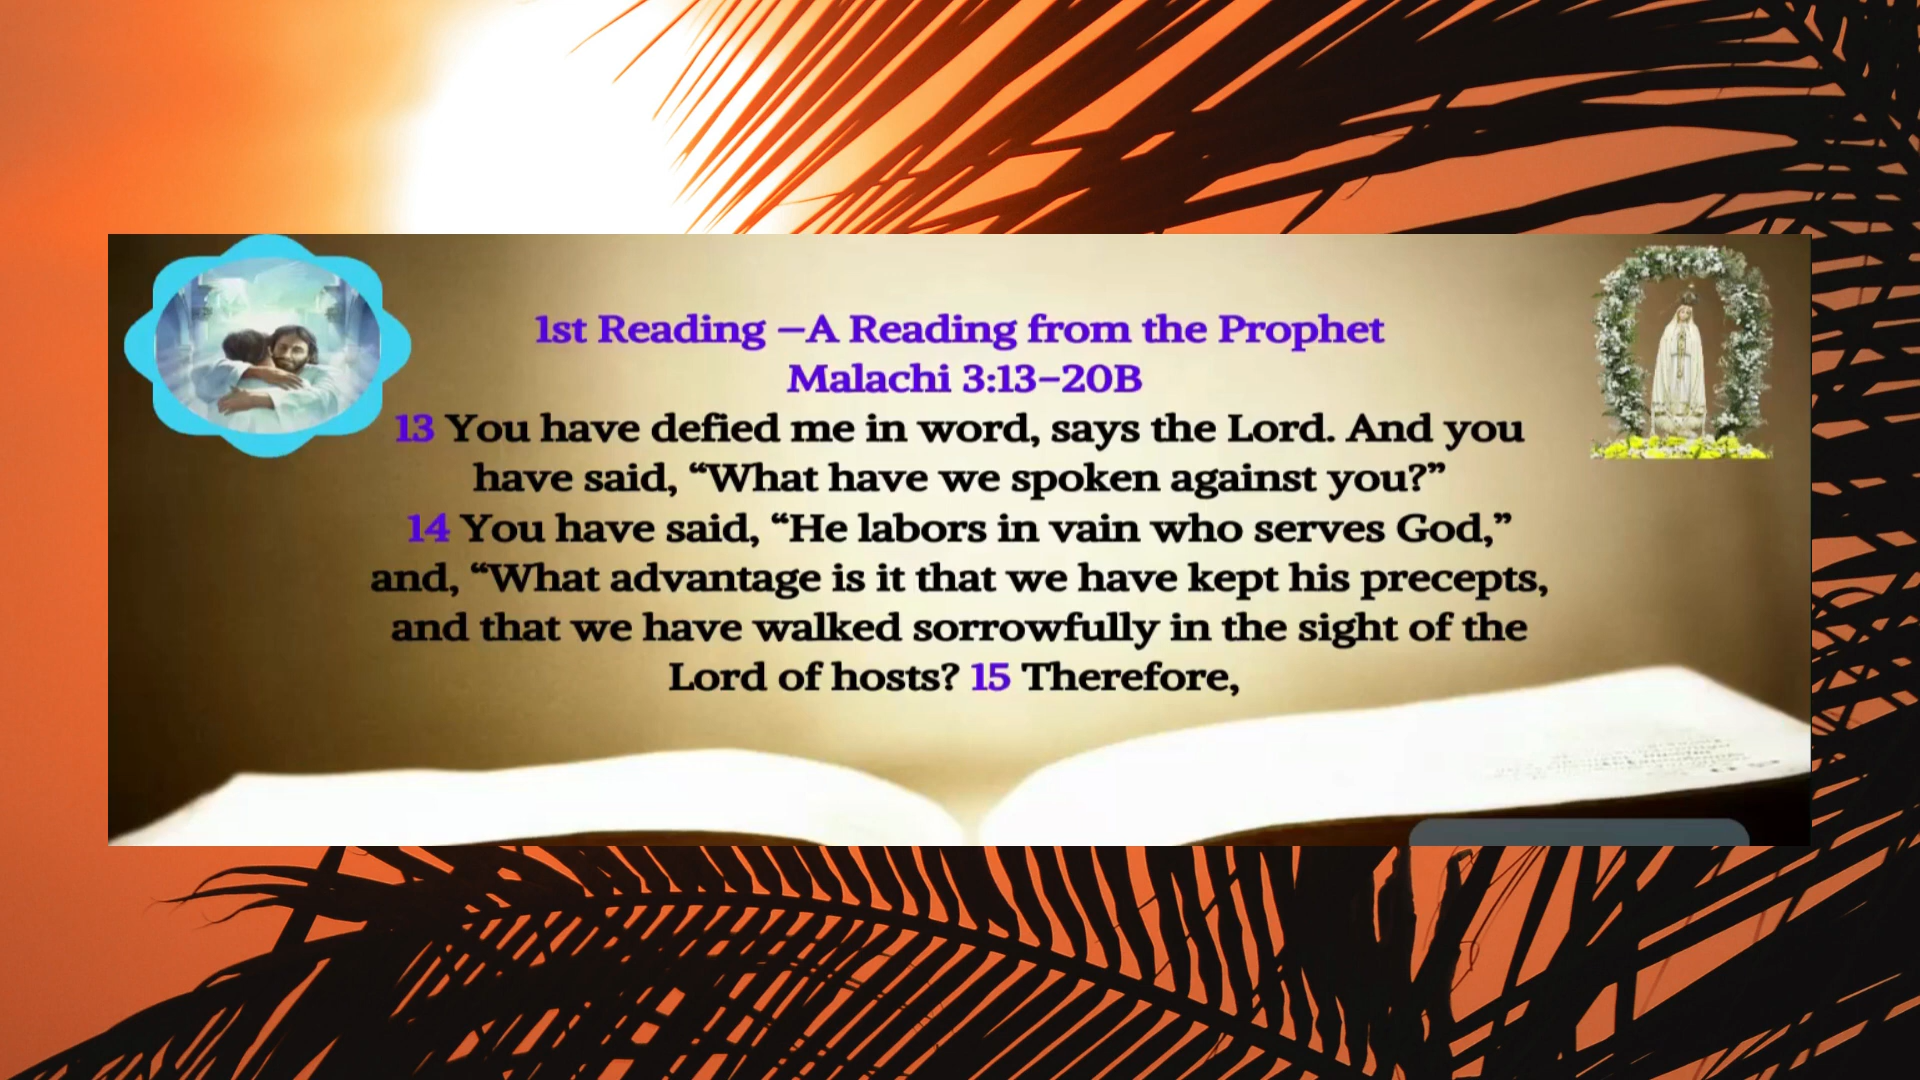 1st Reading –A Reading from the Prophet
Malachi 3:13–20B
13 You have defied me in word, says the Lord. And you
have said, “What have we spoken against you?”
14 You have said, “He labors in vain who serves God,”
and, “What advantage is it that we have kept his precepts,
and that we have walked sorrowfully in the sight of the
Lord of hosts? 15 Therefore,